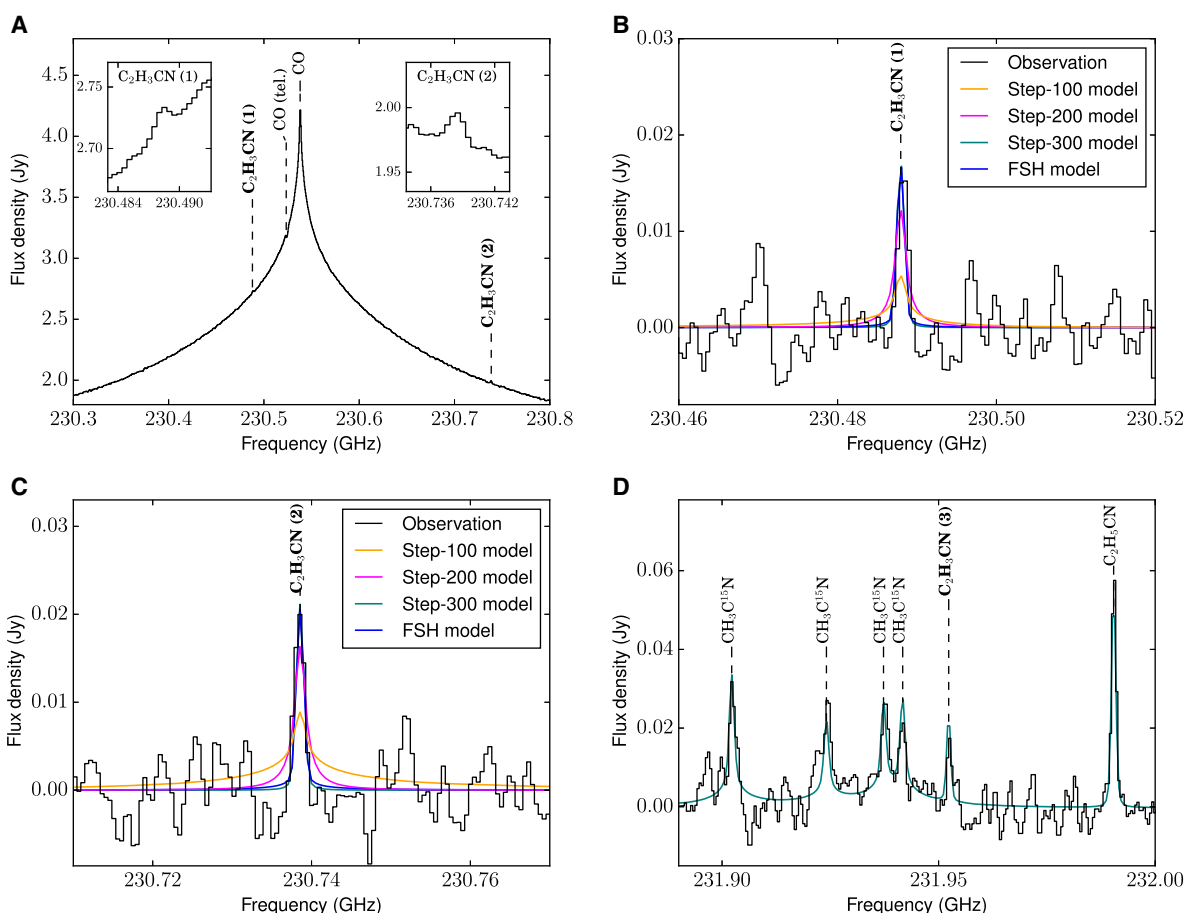 A
4.5
4.0
3.5
3.0
2.5
2.0
Flux density (Jy)
C₂H₃CN (1)
2.75
2.70
230.484 230.490
C₂H₃CN (2)
2.00
1.95
230.736 230.742
C₂H₃CN (1)
CO (tel.)
CO
C₂H₃CN (2)
230.3 230.4 230.5 230.6 230.7 230.8
Frequency (GHz)
B
0.03
0.02
0.01
0.00
Flux density (Jy)
C₂H₃CN (1)
Observation
Step-100 model
Step-200 model
Step-300 model
FSH model
230.46 230.48 230.50 230.52
Frequency (GHz)
C
0.03
0.02
0.01
0.00
Flux density (Jy)
C₂H₃CN (2)
Observation
Step-100 model
Step-200 model
Step-300 model
FSH model
230.72 230.74 230.76
Frequency (GHz)
D
0.06
0.04
0.02
0.00
Flux density (Jy)
CH₃C¹⁵N
CH₃C¹⁵N
CH₃C¹⁵N
CH₃C¹⁵N
C₂H₃CN (3)
C₂H₅CN
231.90 231.95 232.00
Frequency (GHz)